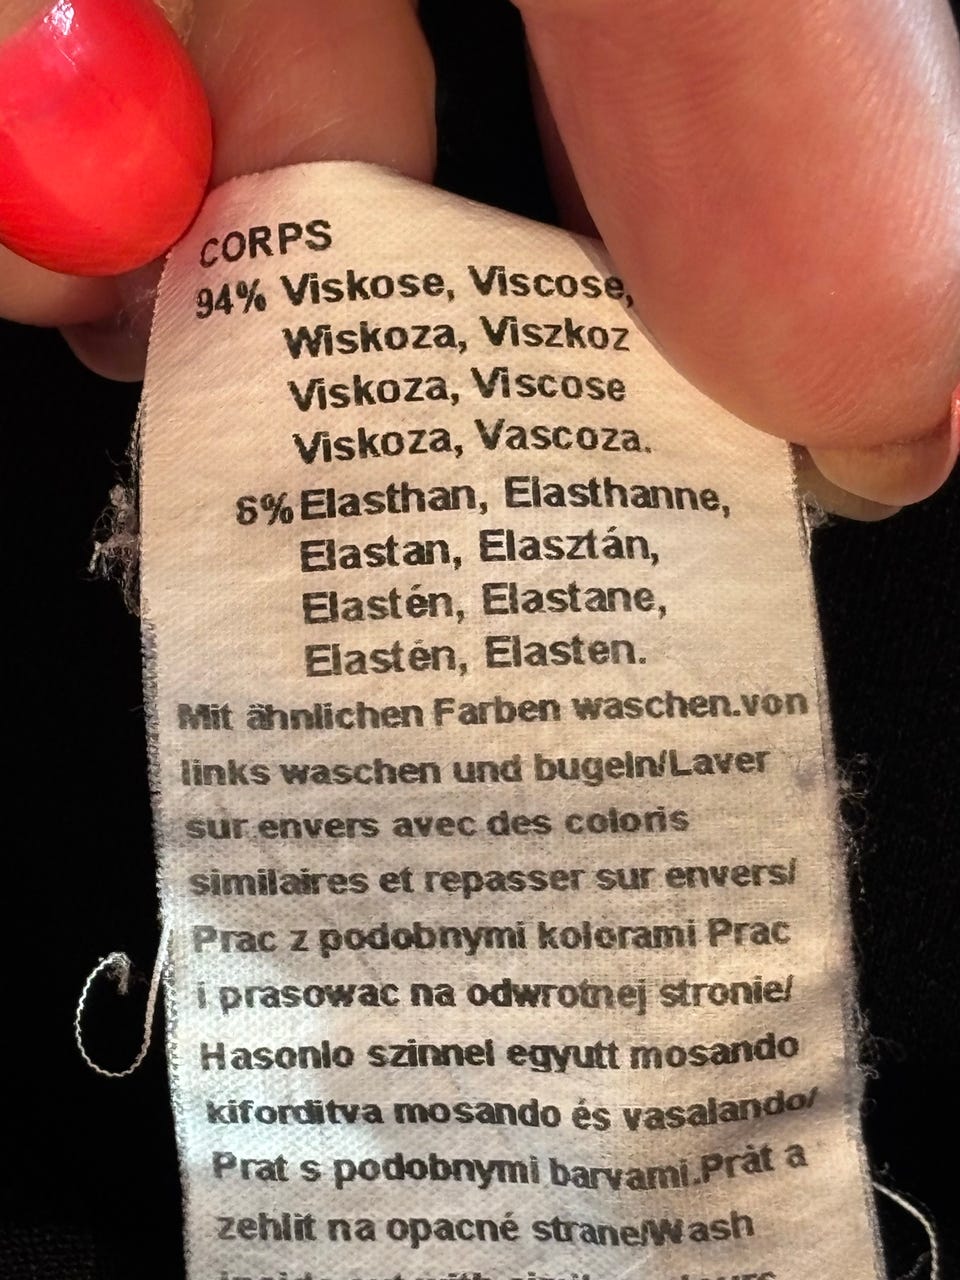 CORPS
94% Viskose, Viscose,
Wiskoza, Viszkoz
Viskoza, Viscose
Viskoza, Vascoza.
6% Elasthan, Elasthanne,
Elastan, Elasztán,
Elastén, Elastane,
Elastén, Elasten.
Mit ähnlichen Farben waschen.von
links waschen und bugeln/Laver
sur envers avec des coloris
similaires et repasser sur envers/
Prac z podobnymi kolorami Prac
i prasowac na odwrotnej stronie/
Hasonlo szinnel egyutt mosando
kiforditva mosando és vasalando/
Prat s podobnymi barvami.Pràt a
zehlit na opacné strane/Wash